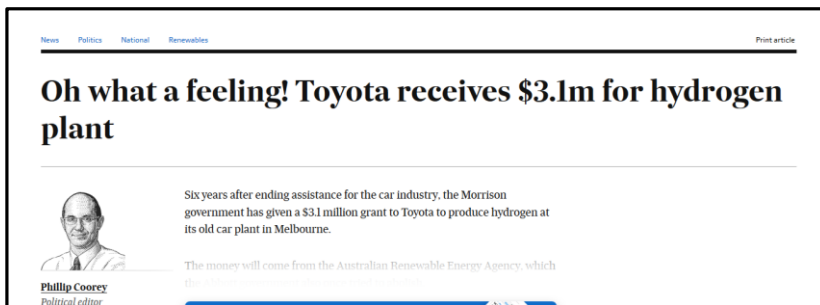 News Politics National Renewables Print article
Oh what a feeling! Toyota receives $3.1m for hydrogen
plant
Six years after ending assistance for the car industry, the Morrison
government has given a $3.1 million grant to Toyota to produce hydrogen at
its old car plant in Melbourne.
The money will come from the Australian Renewable Energy Agency, which
Phillip Coorey
Political editor